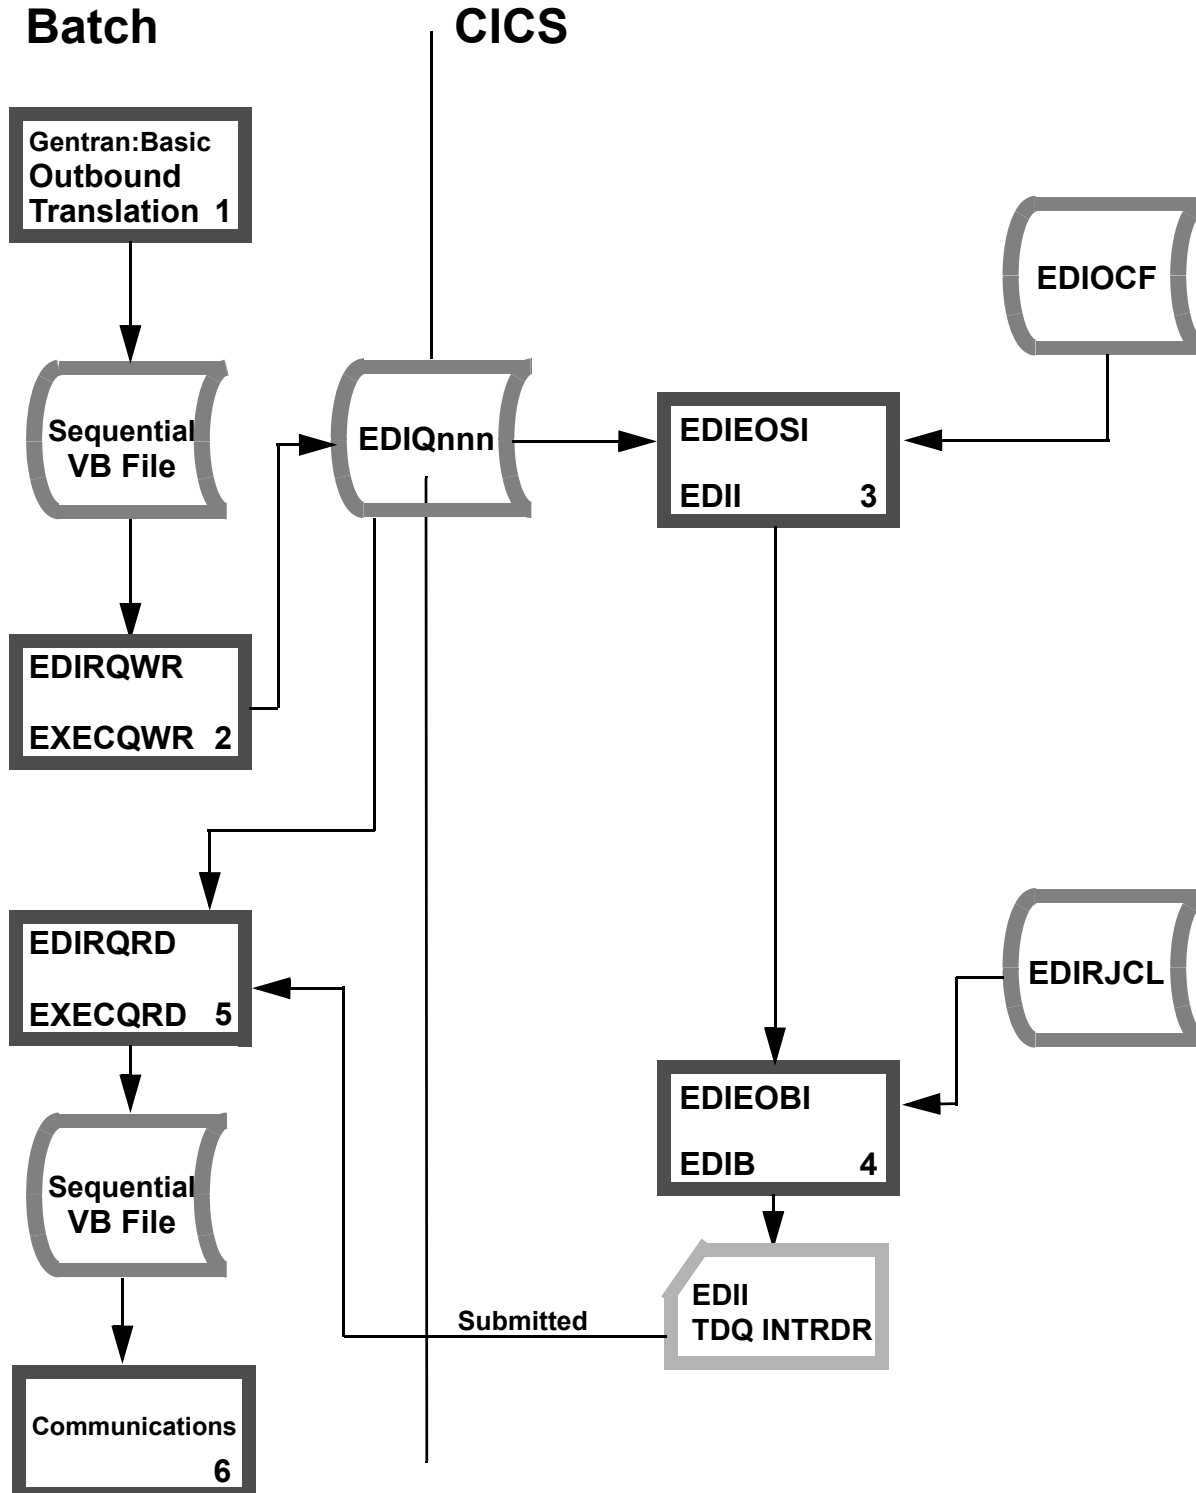 Batch
CICS
Gentran:Basic
Outbound
Translation 1
EDIOCF
Sequential
VB File
EDIQnnn
EDIEOSI
EDII 3
EDIRQWR
EXECQWR 2
EDIRQRD
EXECQRD 5
EDIRJCL
EDIEOBI
EDIB 4
Sequential
VB File
EDII
TDQ INTRDR
Submitted
Communications
6